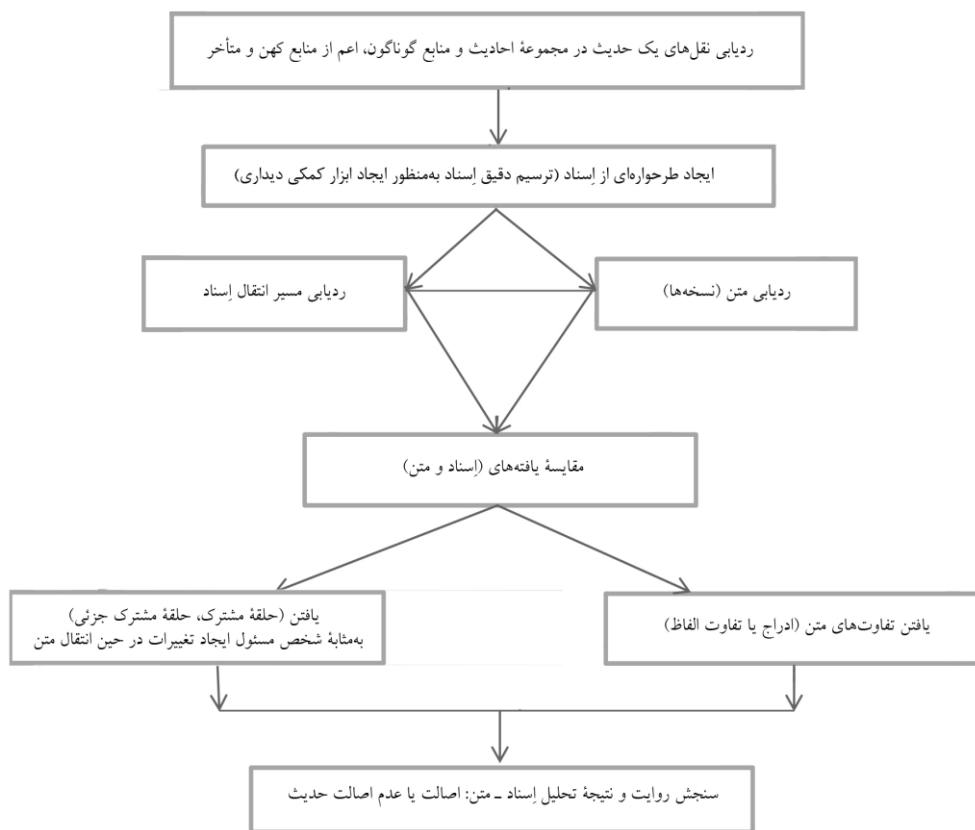 ردیابی نقل‌های یک حدیث در مجموعهٔ احادیث و منابع گوناگون، اعم از منابع کهن و متأخر
ایجاد طرحواره‌ای از اِسناد (ترسیم دقیق اِسناد به‌منظور ایجاد ابزار کمکی دیداری)
ردیابی متن (نسخه‌ها)
ردیابی مسیر انتقال اِسناد
مقایسهٔ یافته‌های (اِسناد و متن)
یافتن تفاوت‌های متن (ادراج یا تفاوت الفاظ)
یافتن (حلقهٔ مشترک، حلقهٔ مشترک جزئی)
به‌مثابهٔ شخص مسئول ایجاد تغییرات در حین انتقال متن
سنجش روایت و نتیجهٔ تحلیل اِسناد ـ متن: اصالت یا عدم اصالت حدیث